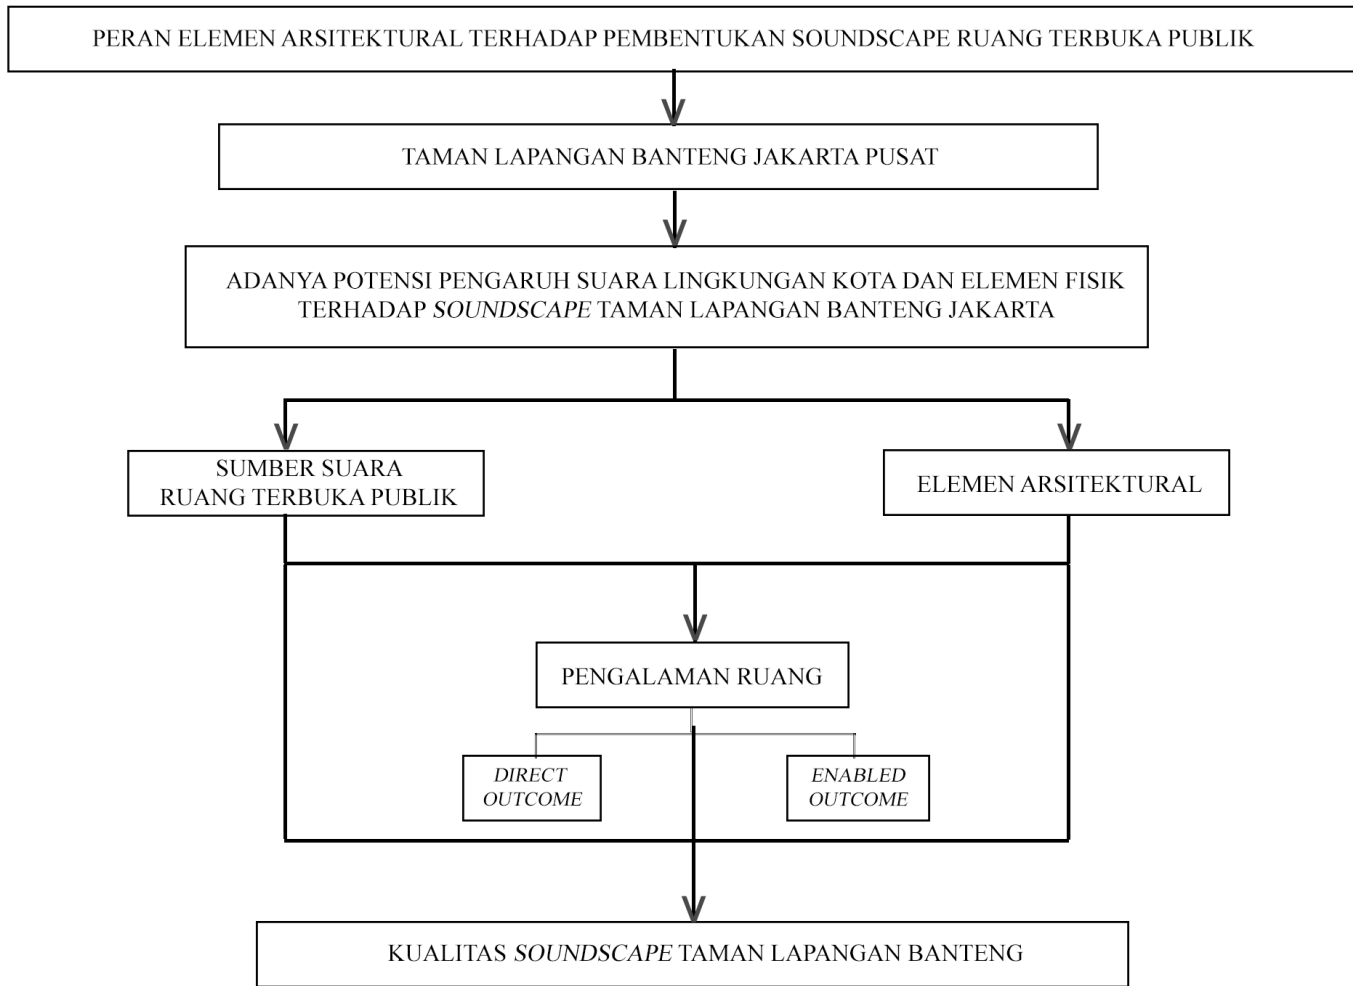 PERAN ELEMEN ARSITEKTURAL TERHADAP PEMBENTUKAN SOUNDSCAPE RUANG TERBUKA PUBLIK
TAMAN LAPANGAN BANTENG JAKARTA PUSAT
ADANYA POTENSI PENGARUH SUARA LINGKUNGAN KOTA DAN ELEMEN FISIK
TERHADAP SOUNDSCAPE TAMAN LAPANGAN BANTENG JAKARTA
SUMBER SUARA
RUANG TERBUKA PUBLIK
ELEMEN ARSITEKTURAL
PENGALAMAN RUANG
DIRECT
OUTCOME
ENABLED
OUTCOME
KUALITAS SOUNDSCAPE TAMAN LAPANGAN BANTENG